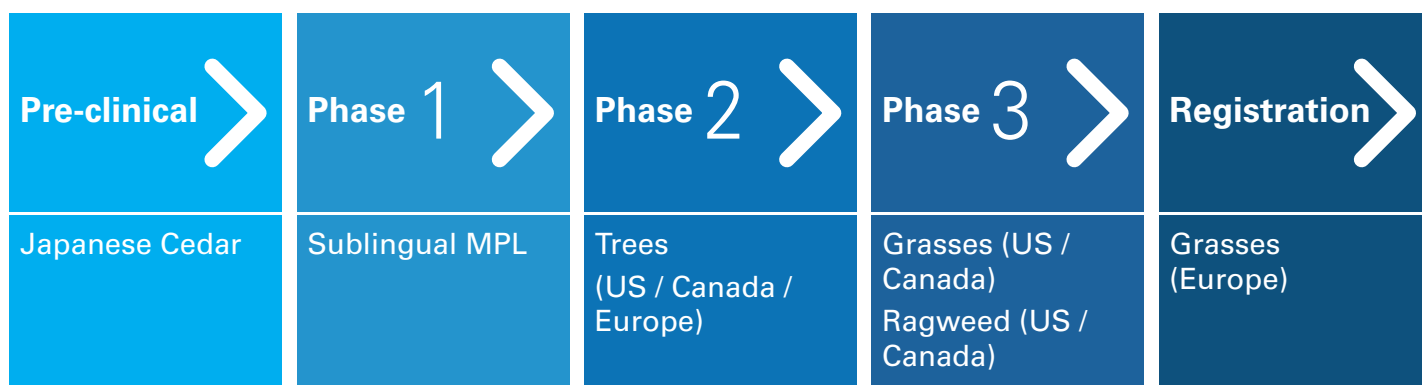 Pre-clinical
Phase 1
Phase 2
Phase 3
Registration
Japanese Cedar
Sublingual MPL
Trees
(US / Canada /
Europe)
Grasses (US /
Canada)
Ragweed (US /
Canada)
Grasses
(Europe)